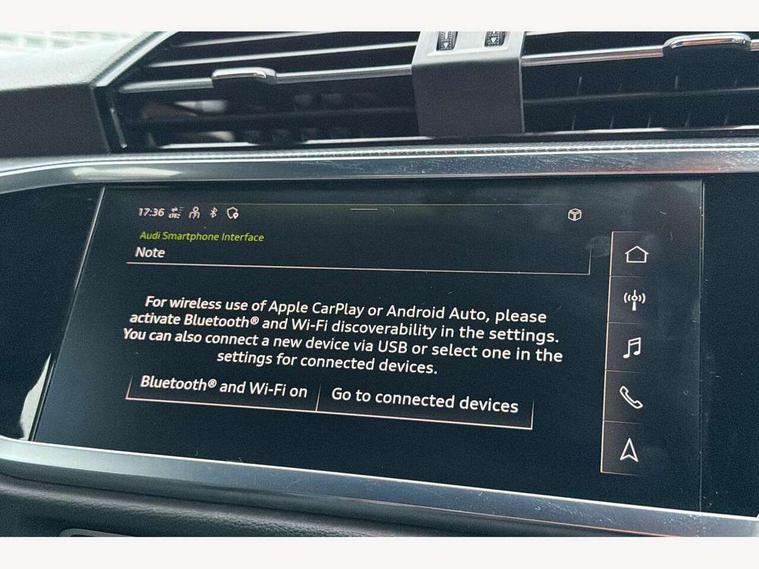 17:36
Audi Smartphone Interface
Note
For wireless use of Apple CarPlay or Android Auto, please
activate Bluetooth® and Wi-Fi discoverability in the settings.
You can also connect a new device via USB or select one in the
settings for connected devices.
Bluetooth® and Wi-Fi on
Go to connected devices